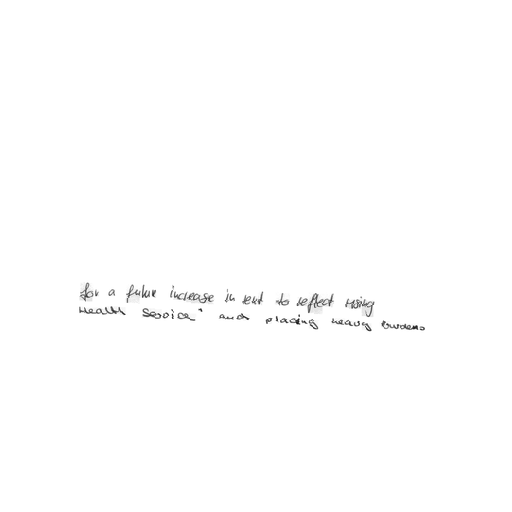 for a future increase in rent to reflect rising
Health Service" and placing heavy burdens